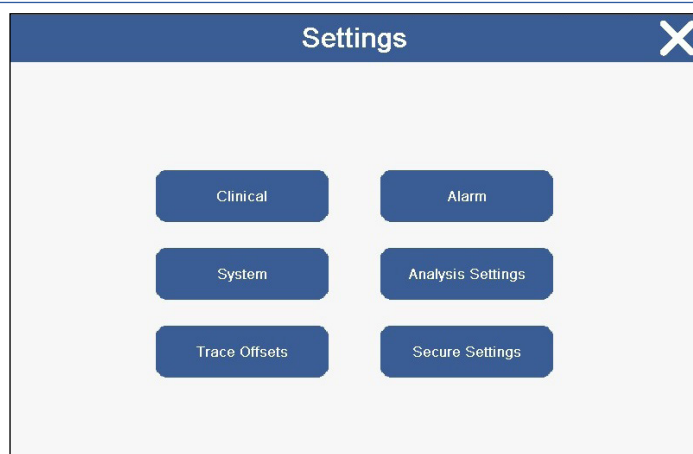 Settings
Clinical
Alarm
System
Analysis Settings
Trace Offsets
Secure Settings